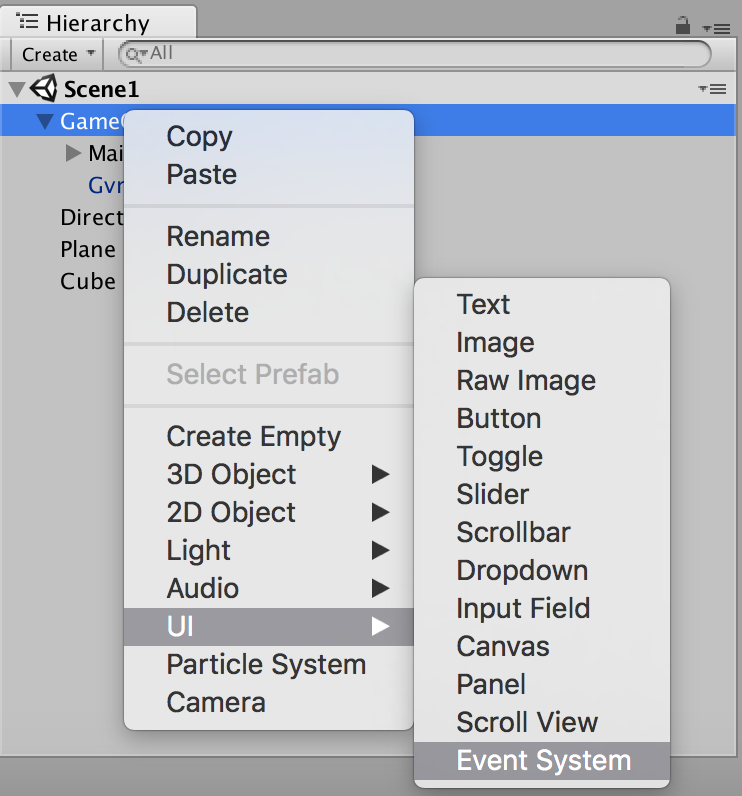 Hierarchy
Create
All
Scene1
Copy
Paste
Rename
Duplicate
Delete
Select Prefab
Create Empty
3D Object
2D Object
Light
Audio
UI
Particle System
Camera
Text
Image
Raw Image
Button
Toggle
Slider
Scrollbar
Dropdown
Input Field
Canvas
Panel
Scroll View
Event System
Game
Mai
Gvr
Direct
Plane
Cube